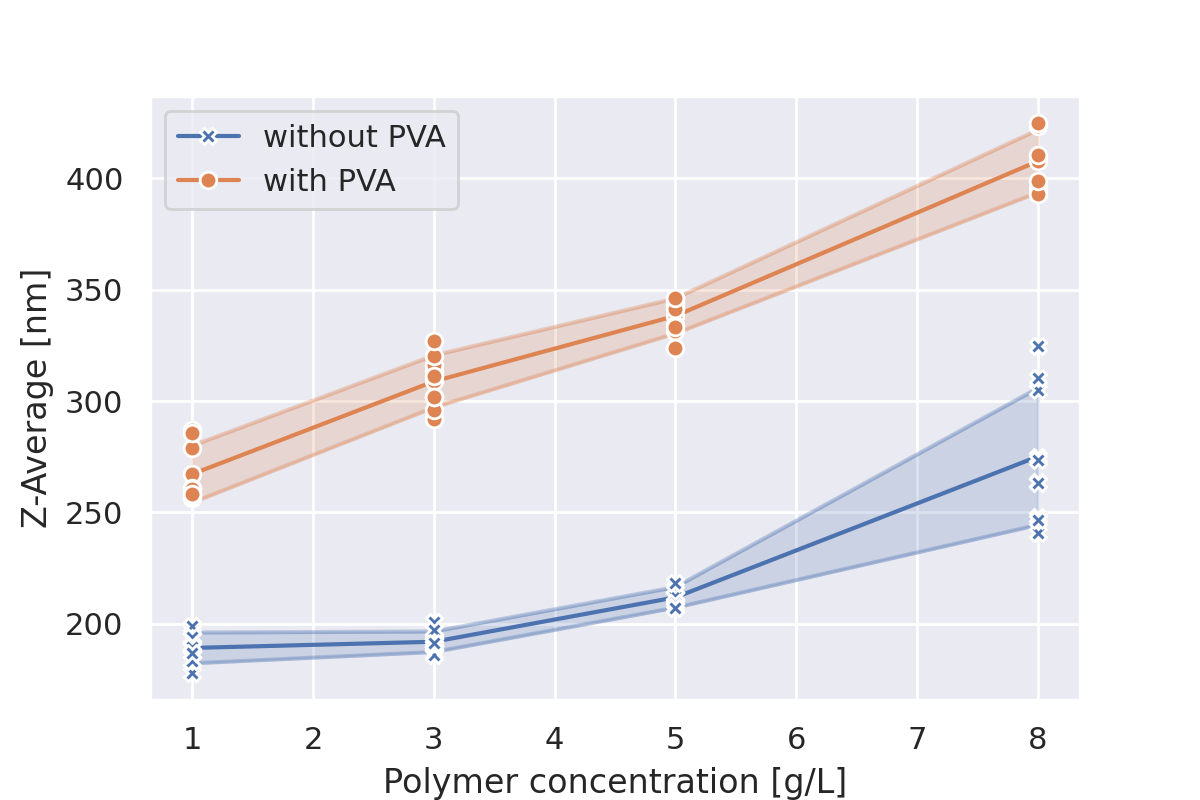 without PVA
with PVA
400
350
300
250
200
Z-Average [nm]
1 2 3 4 5 6 7 8
Polymer concentration [g/L]